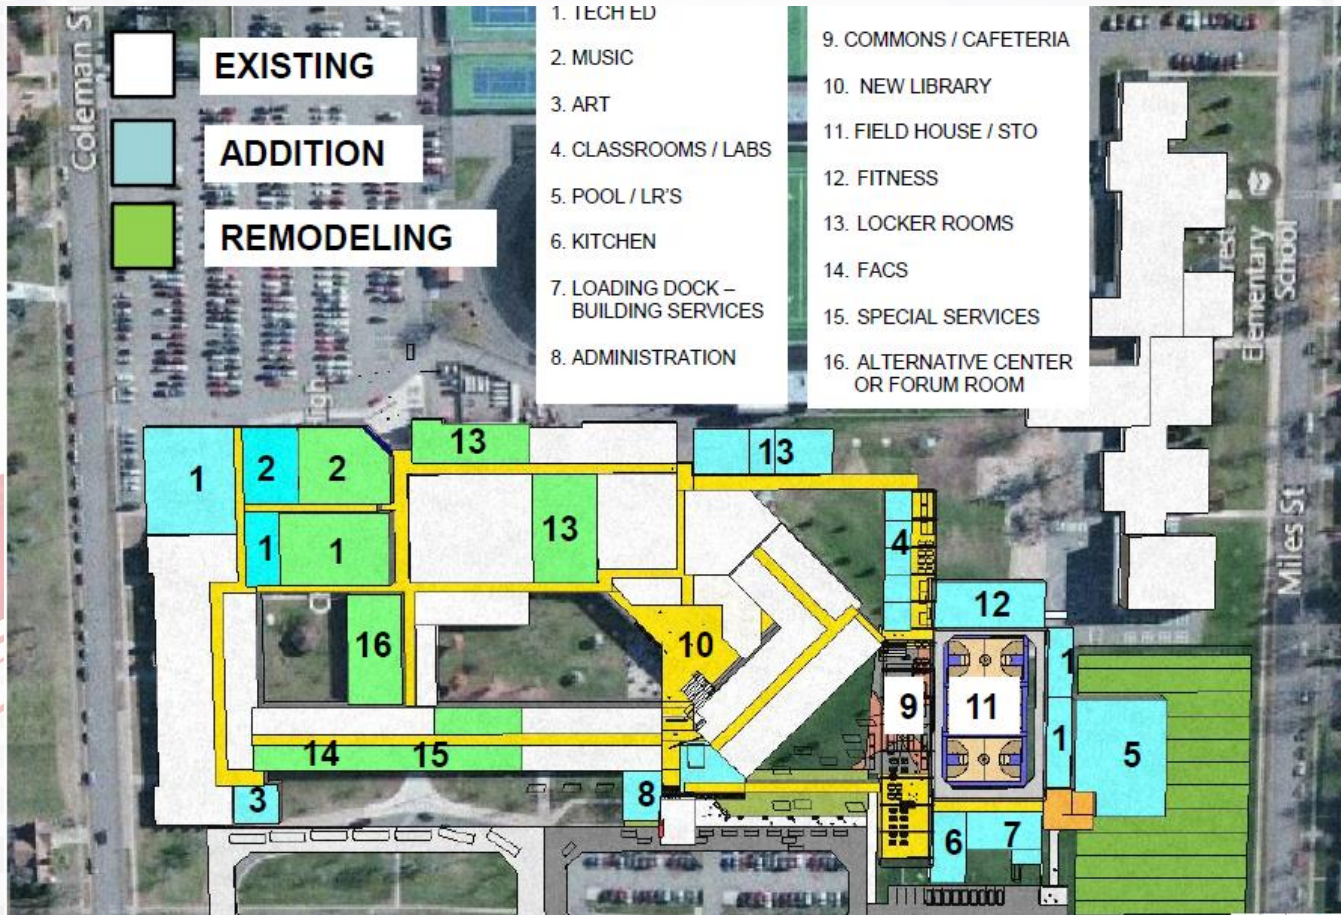 Coleman St
EXISTING
ADDITION
REMODELING
1. TECH ED
2. MUSIC
3. ART
4. CLASSROOMS / LABS
5. POOL / LR'S
6. KITCHEN
7. LOADING DOCK –
BUILDING SERVICES
8. ADMINISTRATION
9. COMMONS / CAFETERIA
10. NEW LIBRARY
11. FIELD HOUSE / STO
12. FITNESS
13. LOCKER ROOMS
14. FACS
15. SPECIAL SERVICES
16. ALTERNATIVE CENTER
OR FORUM ROOM
Elementary
School
Miles St
1
2
2
13
13
1
1
13
4
12
16
10
9
11
1
1
5
14
15
3
8
6
7